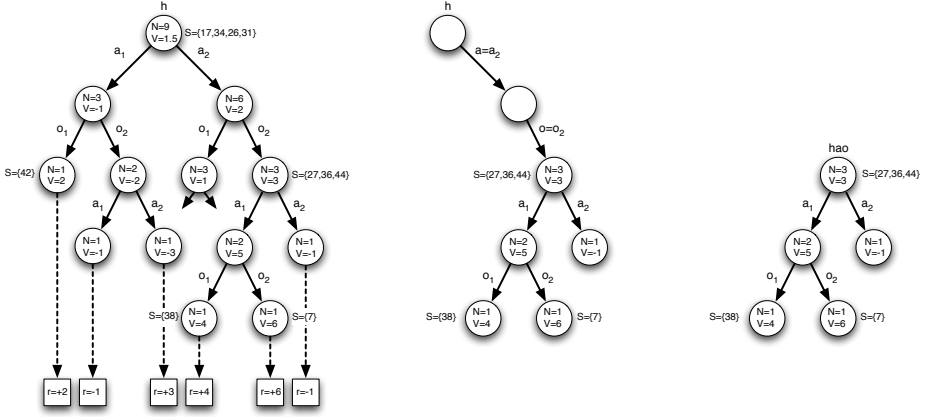 h
N=9
V=1.5
S={17,34,26,31}
a1
a2
N=3
V=-1
N=6
V=2
o1
o2
o1
o2
S={42}
N=1
V=2
N=2
V=-2
N=3
V=1
N=3
V=3
S={27,36,44}
a1
a2
a1
a2
N=1
V=-1
N=1
V=-3
N=2
V=5
N=1
V=-1
o1
o2
S={38}
N=1
V=4
N=1
V=6
S={7}
r=+2
r=-1
r=+3
r=+4
r=+6
r=-1
h
a=a2
o=o2
S={27,36,44}
N=3
V=3
a1
a2
N=2
V=5
N=1
V=-1
o1
o2
S={38}
N=1
V=4
N=1
V=6
S={7}
hao
N=3
V=3
S={27,36,44}
a1
a2
N=2
V=5
N=1
V=-1
o1
o2
S={38}
N=1
V=4
N=1
V=6
S={7}